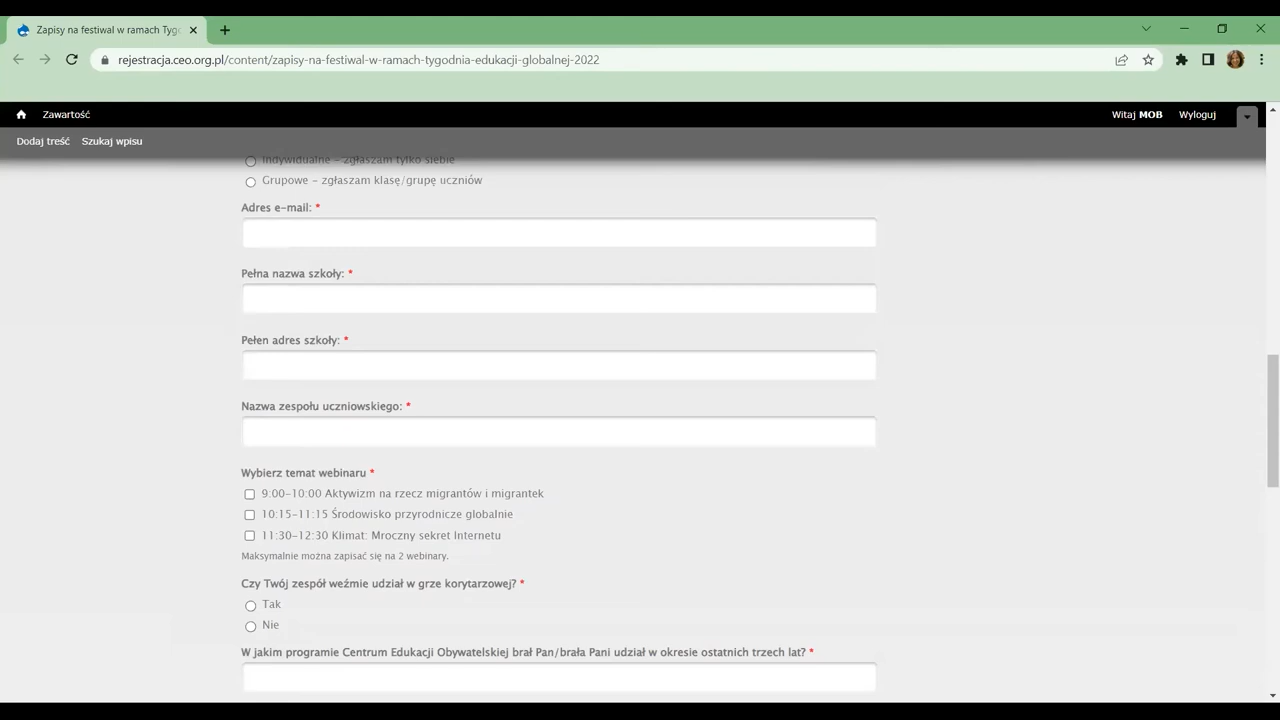 Zapisy na festiwal w ramach Tyg
rejestracja.ceo.org.pl/content/zapisy-na-festiwal-w-ramach-tygodnia-edukacji-globalnej-2022
Zawartość
Witaj MOB Wyloguj
Dodaj treść Szukaj wpisu
Indywidualne – zgłaszam tylko siebie
Grupowe – zgłaszam klasę/grupę uczniów
Adres e-mail: *
Pełna nazwa szkoły: *
Pełen adres szkoły: *
Nazwa zespołu uczniowskiego: *
Wybierz temat webinaru *
9:00-10:00 Aktywizm na rzecz migrantów i migrantek
10:15-11:15 Środowisko przyrodnicze globalnie
11:30-12:30 Klimat: Mroczny sekret Internetu
Maksymalnie można zapisać się na 2 webinary.
Czy Twój zespół weźmie udział w grze korytarzowej? *
Tak
Nie
W jakim programie Centrum Edukacji Obywatelskiej brał Pan/brała Pani udział w okresie ostatnich trzech lat? *